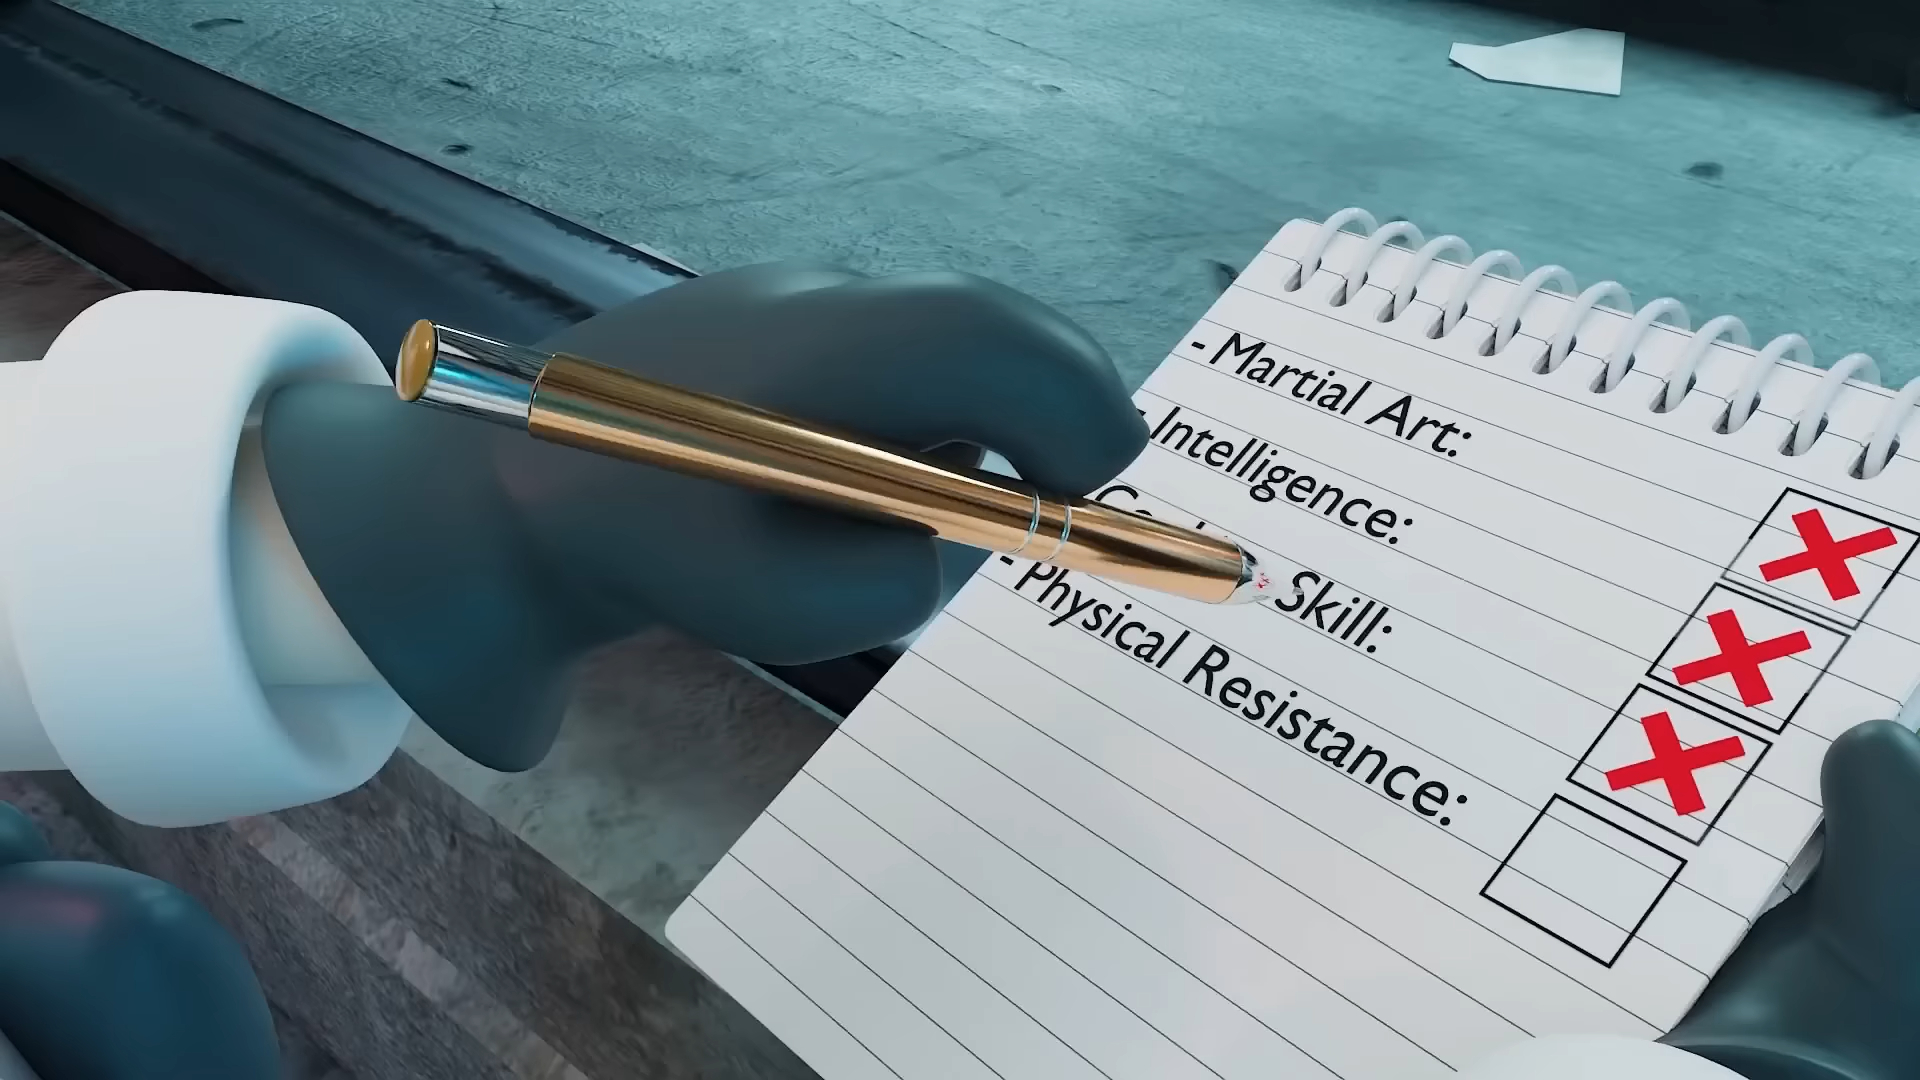 - Martial Art:
Intelligence:
Skill:
- Physical Resistance: